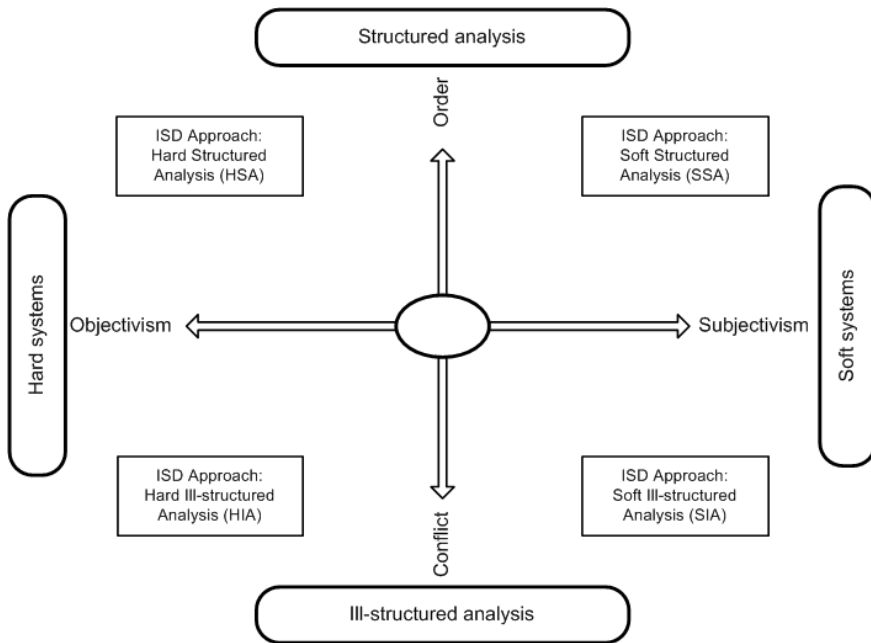 Structured analysis
Order
ISD Approach:
Hard Structured
Analysis (HSA)
ISD Approach:
Soft Structured
Analysis (SSA)
Hard systems
Objectivism
Subjectivism
Soft systems
ISD Approach:
Hard Ill-structured
Analysis (HIA)
ISD Approach:
Soft Ill-structured
Analysis (SIA)
Conflict
Ill-structured analysis